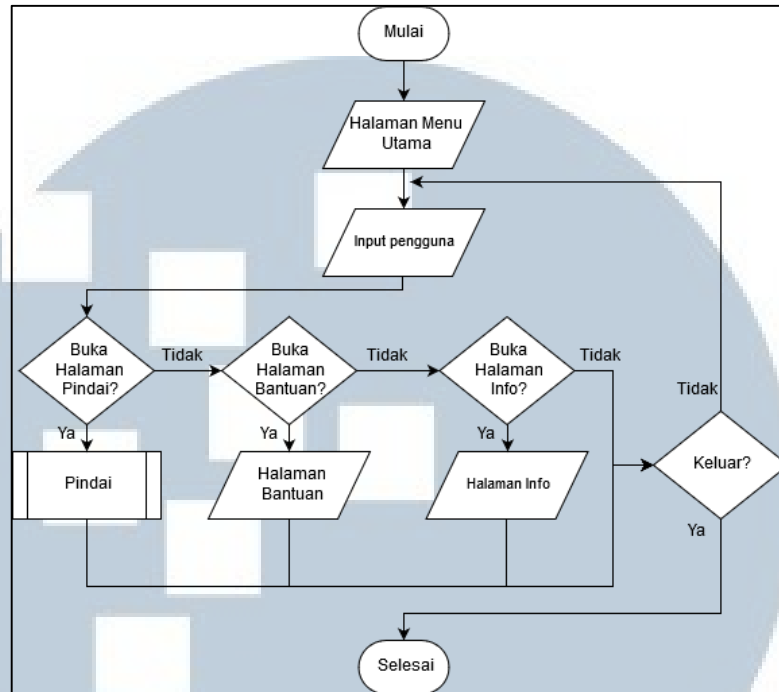 Mulai
Halaman Menu
Utama
Input pengguna
Buka
Halaman
Pindai?
Tidak
Buka
Halaman
Bantuan?
Tidak
Buka
Halaman
Info?
Tidak
Tidak
Ya
Ya
Ya
Keluar?
Pindai
Halaman
Bantuan
Halaman Info
Ya
Selesai